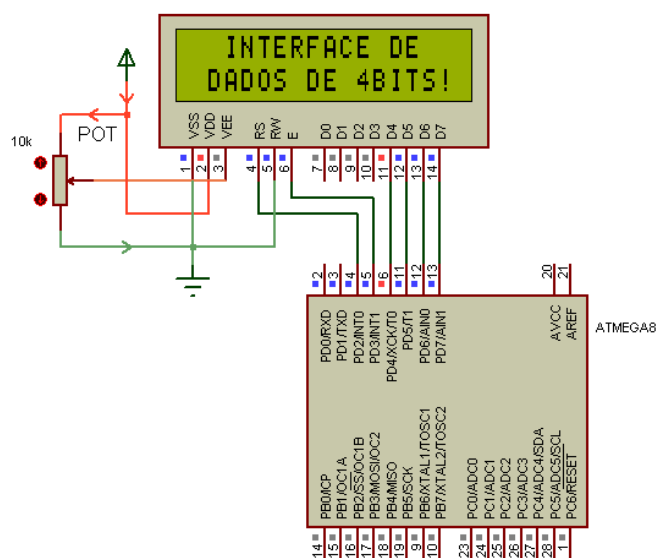 INTERFACE DE
DADOS DE 4BITS!
10k
POT
VSS
VDD
VEE
RS
RW
E
D0
D1
D2
D3
D4
D5
D6
D7
1
2
3
4
5
6
7
8
9
10
11
12
13
14
2
3
4
5
6
11
12
13
20
21
PD0/RXD
PD1/TXD
PD2/INT0
PD3/INT1
PD4/XCK/T0
PD5/T1
PD6/AIN0
PD7/AIN1
AVCC
AREF
ATMEGA8
PB0/ICP
PB1/OC1A
PB2/SS/OC1B
PB3/MOSI/OC2
PB4/MISO
PB5/SCK
PB6/XTAL1/TOSC1
PB7/XTAL2/TOSC2
PC0/ADC0
PC1/ADC1
PC2/ADC2
PC3/ADC3
PC4/ADC4/SDA
PC5/ADC5/SCL
PC6/RESET
14
15
16
17
18
19
9
10
23
24
25
26
27
28
1